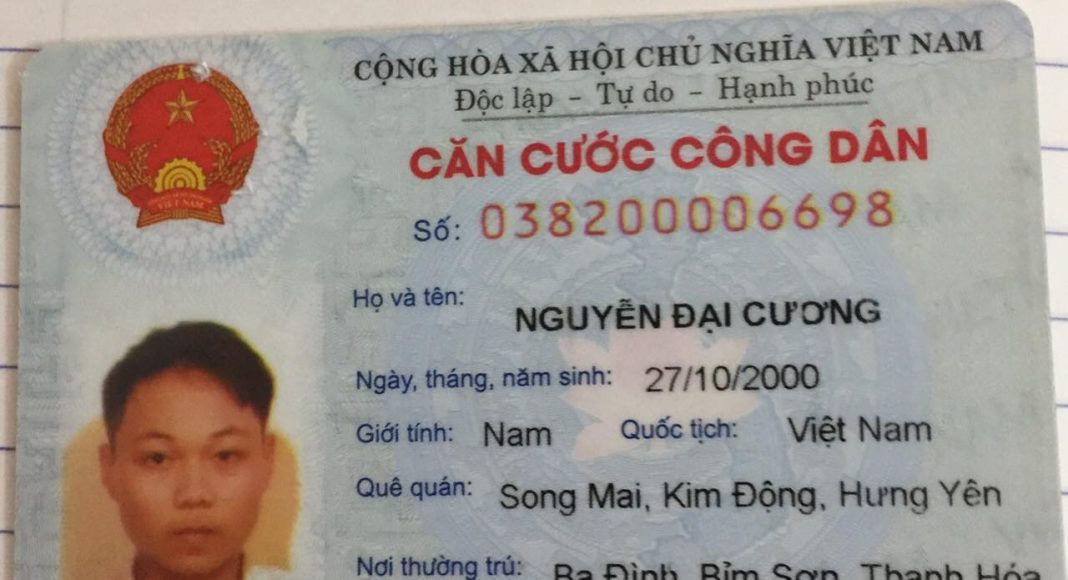 CỘNG HÒA XÃ HỘI CHỦ NGHĨA VIỆT NAM
Độc lập - Tự do - Hạnh phúc
CĂN CƯỚC CÔNG DÂN
Số: 038200006698
Họ và tên: NGUYỄN ĐẠI CƯƠNG
Ngày, tháng, năm sinh: 27/10/2000
Giới tính: Nam Quốc tịch: Việt Nam
Quê quán: Song Mai, Kim Động, Hưng Yên
Nơi thường trú: Ba Đình, Bỉm Sơn, Thanh Hóa